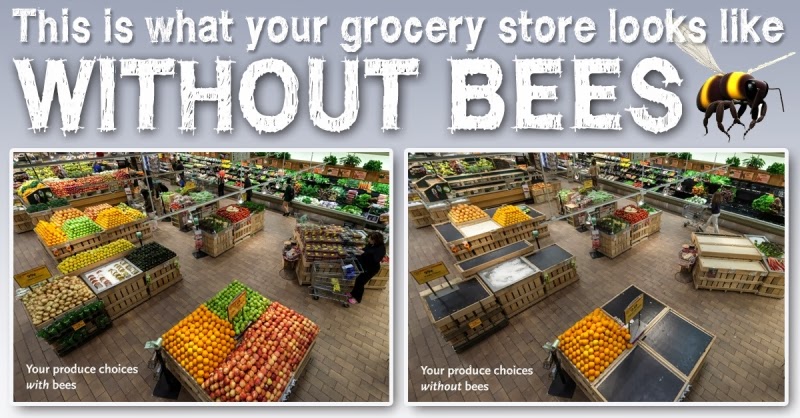 This is what your grocery store looks like
WITHOUT BEES
Your produce choices
with bees
Your produce choices
without bees